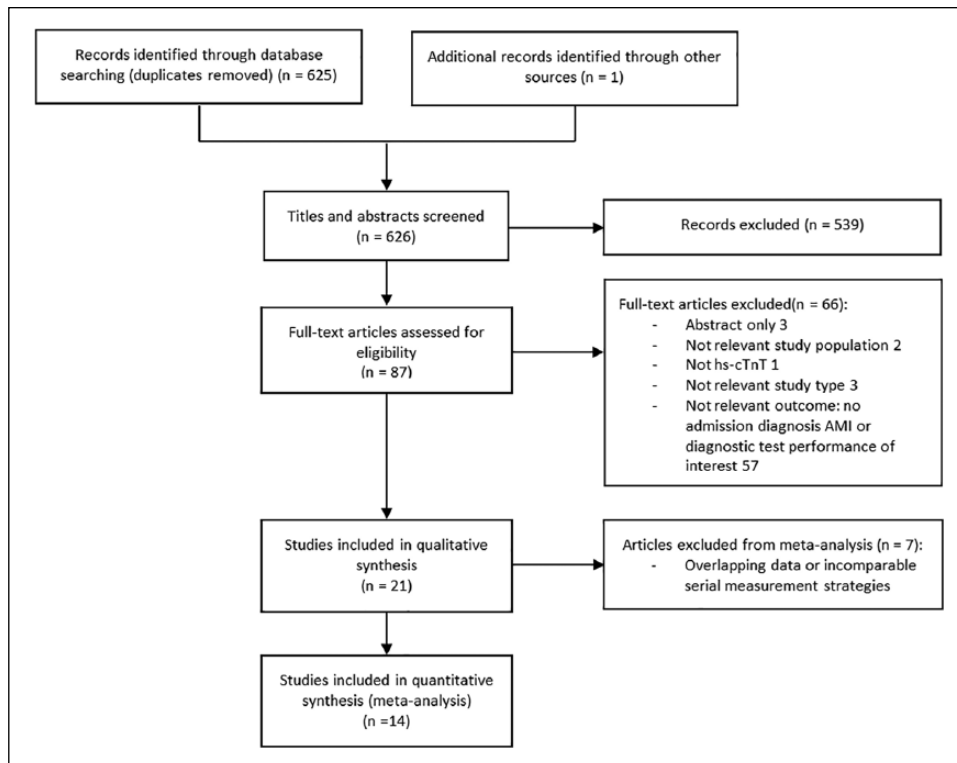 Records identified through database
searching (duplicates removed) (n = 625)
Additional records identified through other
sources (n = 1)
Titles and abstracts screened
(n = 626)
Records excluded (n = 539)
Full-text articles assessed for
eligibility
(n = 87)
Full-text articles excluded(n = 66):
- Abstract only 3
- Not relevant study population 2
- Not hs-cTnT 1
- Not relevant study type 3
- Not relevant outcome: no
admission diagnosis AMI or
diagnostic test performance of
interest 57
Studies included in qualitative
synthesis
(n = 21)
Articles excluded from meta-analysis (n = 7):
- Overlapping data or incomparable
serial measurement strategies
Studies included in quantitative
synthesis (meta-analysis)
(n =14)